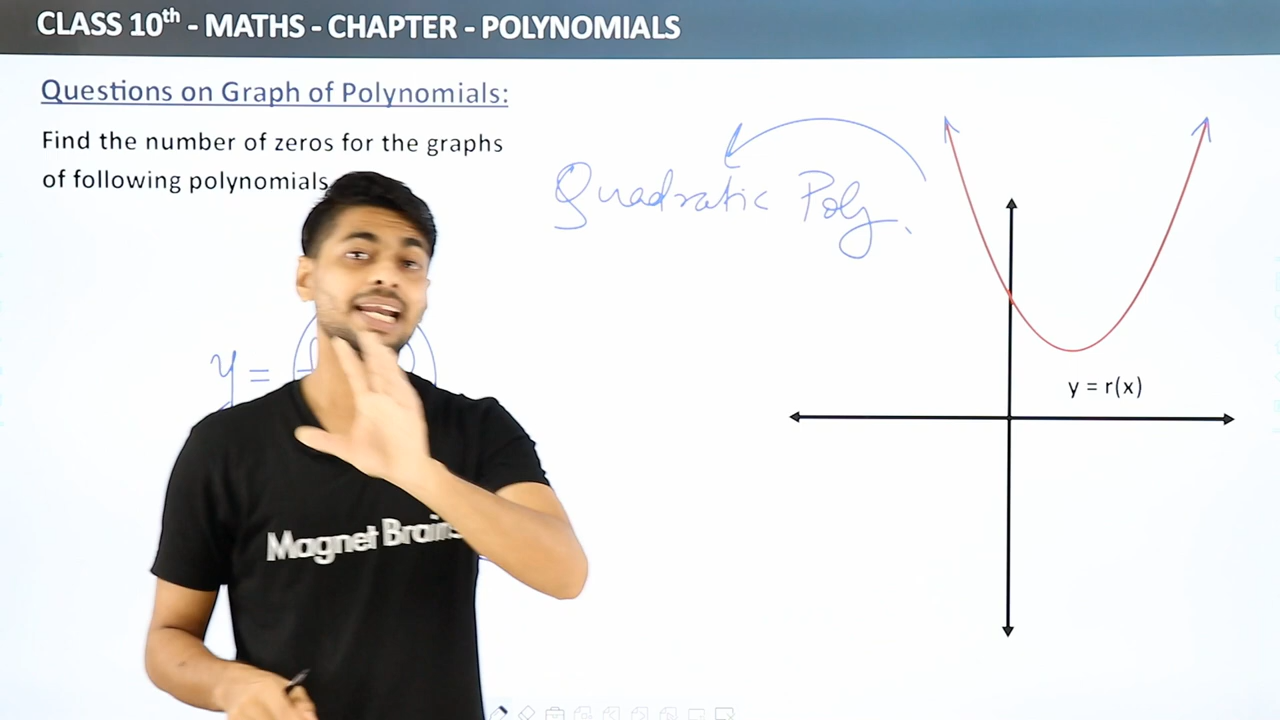 CLASS 10th - MATHS - CHAPTER - POLYNOMIALS
Questions on Graph of Polynomials:
Find the number of zeros for the graphs
of following polynomials
Quadratic Poly.
y =
y = r(x)
Magnet Brains